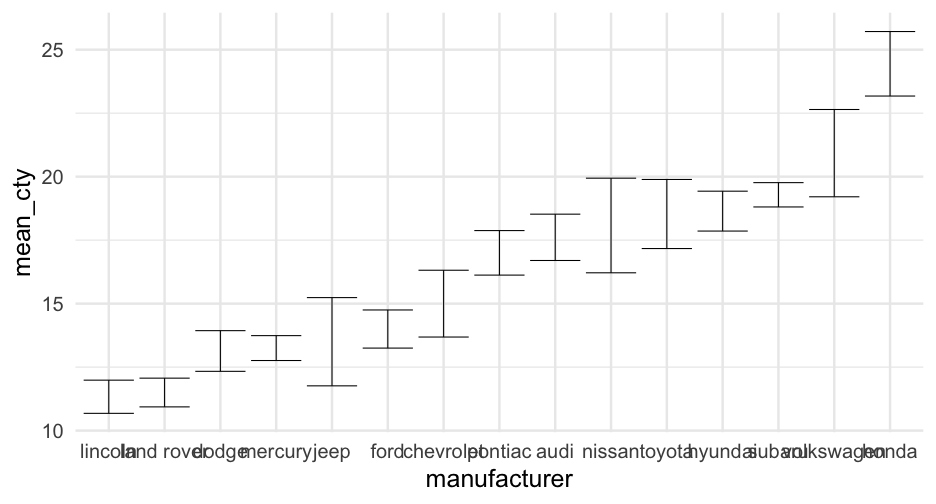 25
20
15
10
mean_cty
lincoln land rover dodge mercury jeep ford chevrolet pontiac audi nissan toyota hyundai subaru volkswagen honda
manufacturer